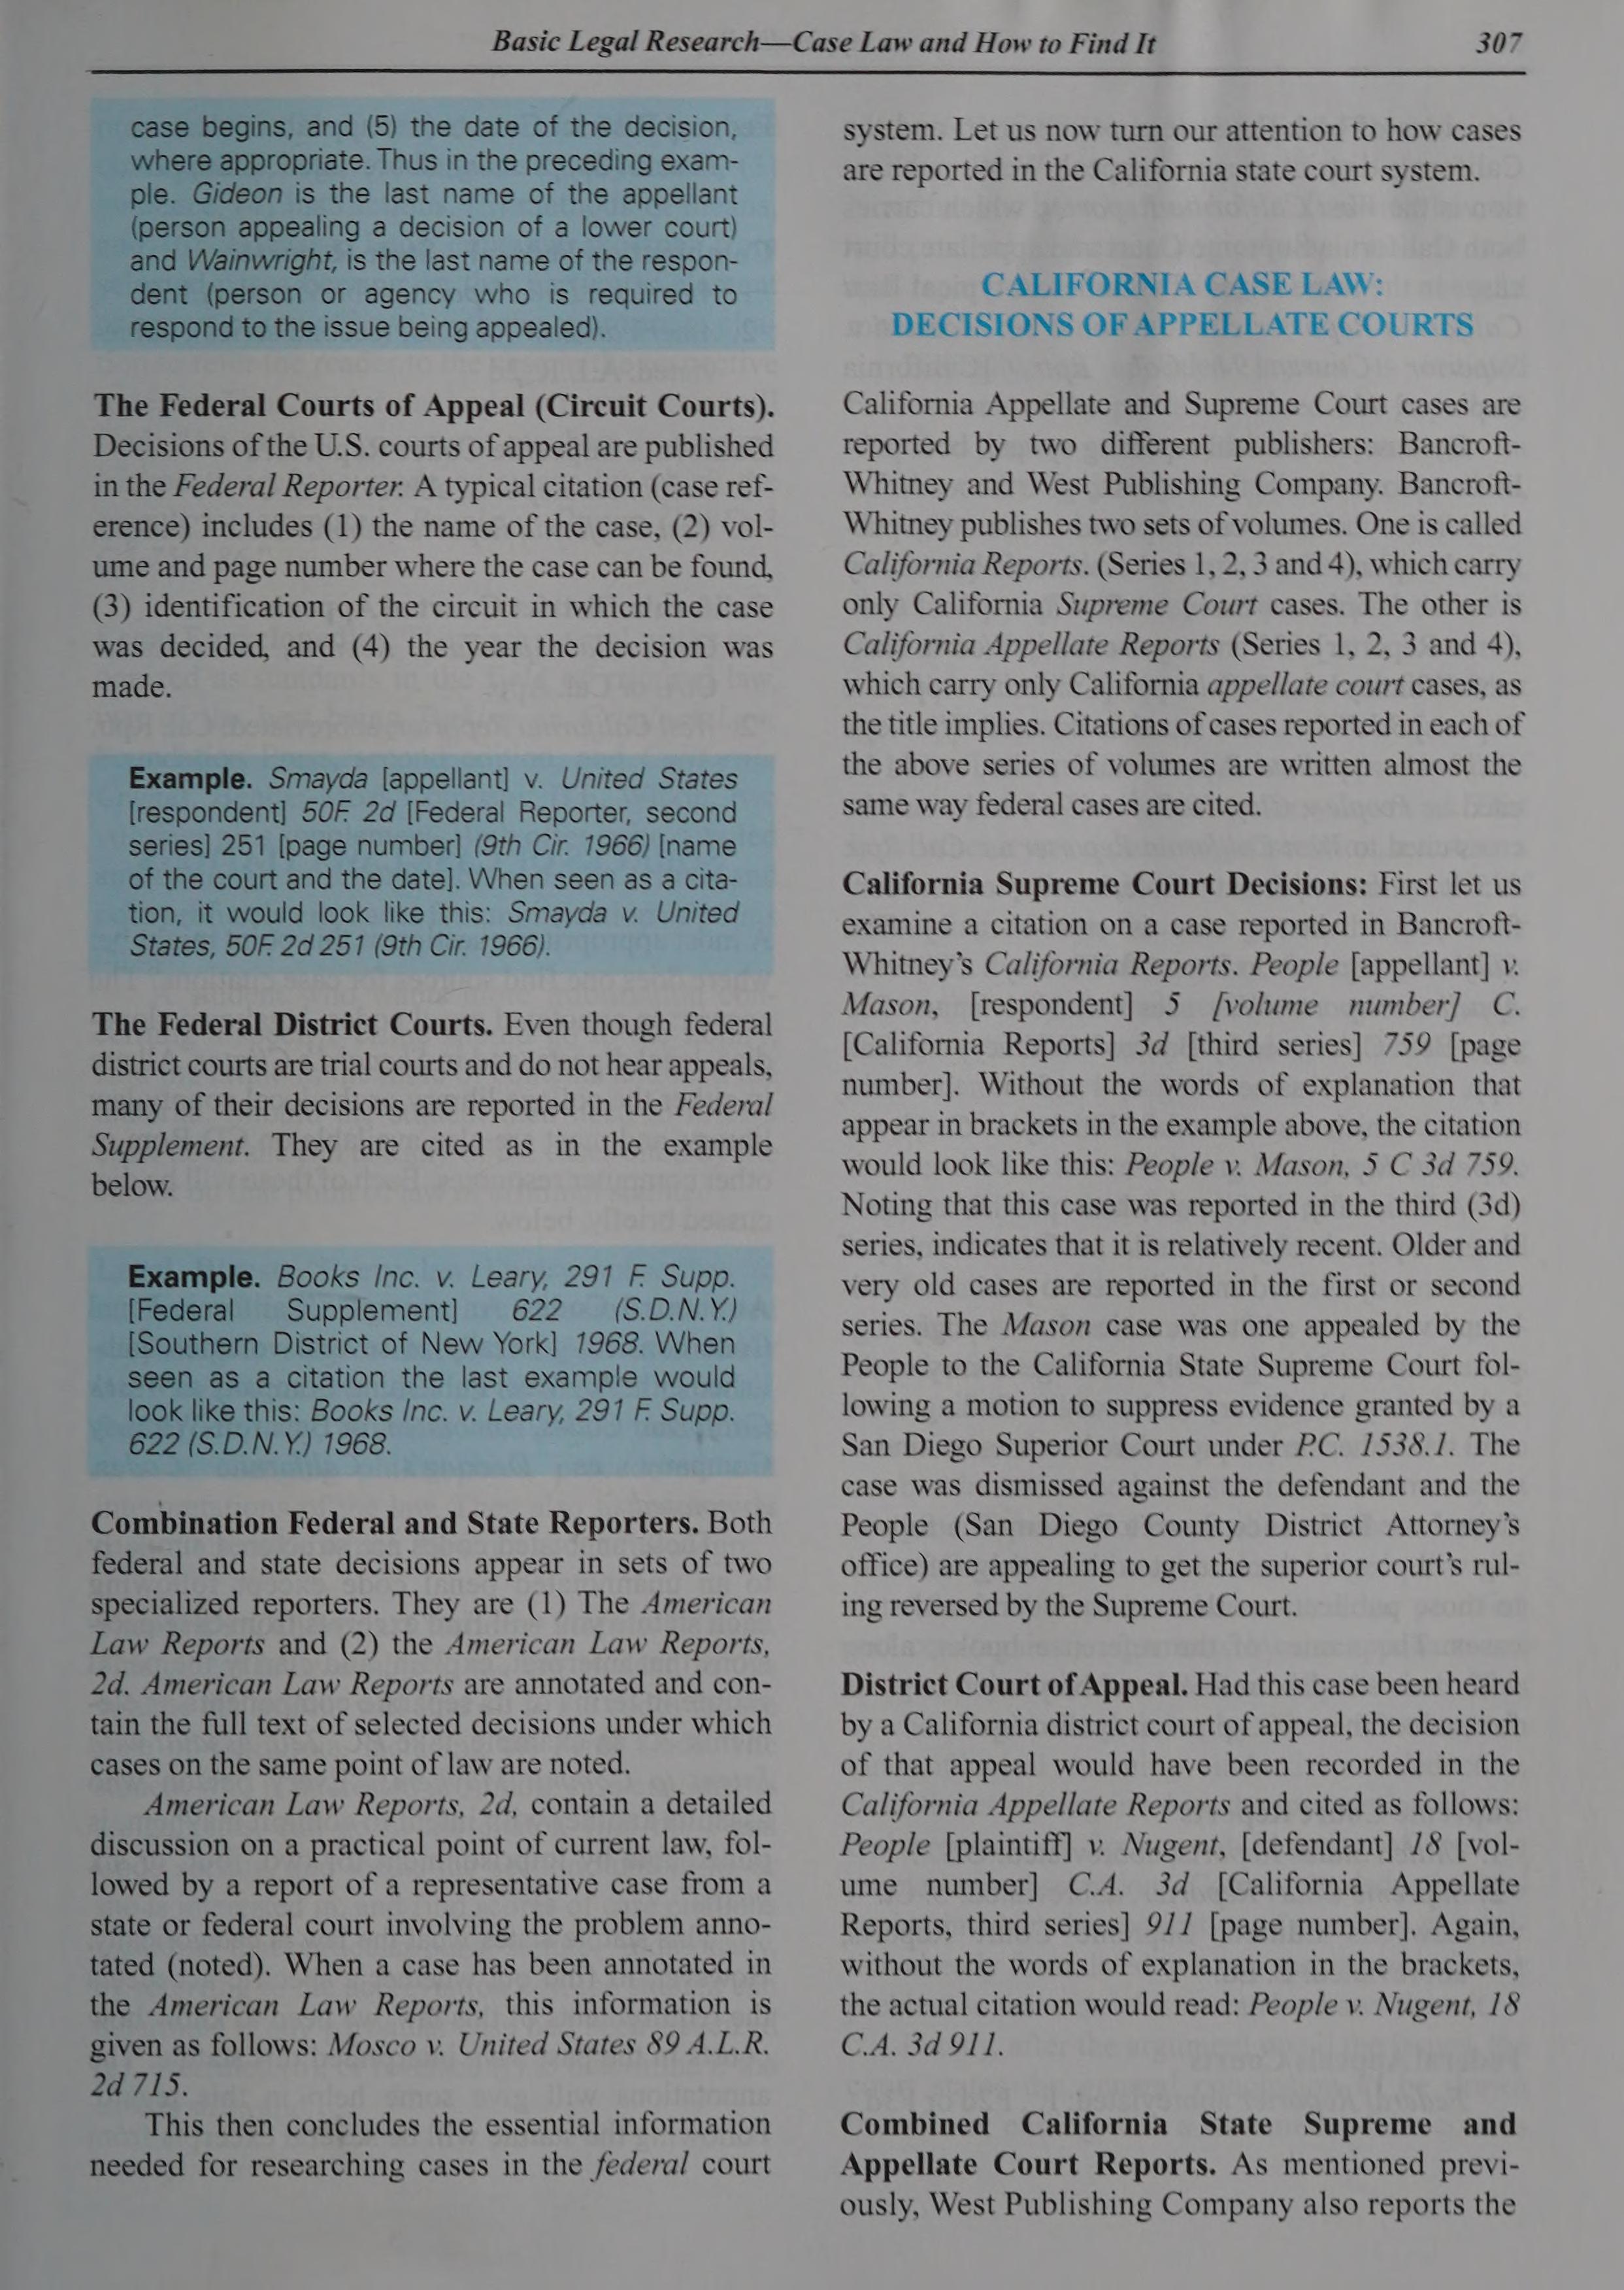 Basic Legal Research—Case Law and How to Find It 307
case begins, and (5) the date of the decision,
where appropriate. Thus in the preceding exam-
ple. Gideon is the last name of the appellant
(person appealing a decision of a lower court)
and Wainwright, is the last name of the respon-
dent (person or agency who is required to
respond to the issue being appealed).
The Federal Courts of Appeal (Circuit Courts).
Decisions of the U.S. courts of appeal are published
in the Federal Reporter. A typical citation (case ref-
erence) includes (1) the name of the case, (2) vol-
ume and page number where the case can be found,
(3) identification of the circuit in which the case
was decided, and (4) the year the decision was
made.
Example. Smayda [appellant] v. United States
[respondent] 50F. 2d [Federal Reporter, second
series] 251 [page number] (9th Cir. 1966) [name
of the court and the date]. When seen as a cita-
tion, it would look like this: Smayda v. United
States, 50F. 2d 251 (9th Cir. 1966).
The Federal District Courts. Even though federal
district courts are trial courts and do not hear appeals,
many of their decisions are reported in the Federal
Supplement. They are cited as in the example
below.
Example. Books Inc. v. Leary, 291 F. Supp.
[Federal Supplement] 622 (S.D.N.Y.)
[Southern District of New York] 1968. When
seen as a citation the last example would
look like this: Books Inc. v. Leary, 291 F. Supp.
622 (S.D.N.Y.) 1968.
Combination Federal and State Reporters. Both
federal and state decisions appear in sets of two
specialized reporters. They are (1) The American
Law Reports and (2) the American Law Reports,
2d. American Law Reports are annotated and con-
tain the full text of selected decisions under which
cases on the same point of law are noted.
American Law Reports, 2d, contain a detailed
discussion on a practical point of current law, fol-
lowed by a report of a representative case from a
state or federal court involving the problem anno-
tated (noted). When a case has been annotated in
the American Law Reports, this information is
given as follows: Mosco v. United States 89 A.L.R.
2d 715.
This then concludes the essential information
needed for researching cases in the federal court
system. Let us now turn our attention to how cases
are reported in the California state court system.
CALIFORNIA CASE LAW:
DECISIONS OF APPELLATE COURTS
California Appellate and Supreme Court cases are
reported by two different publishers: Bancroft-
Whitney and West Publishing Company. Bancroft-
Whitney publishes two sets of volumes. One is called
California Reports. (Series 1, 2, 3 and 4), which carry
only California Supreme Court cases. The other is
California Appellate Reports (Series 1, 2, 3 and 4),
which carry only California appellate court cases, as
the title implies. Citations of cases reported in each of
the above series of volumes are written almost the
same way federal cases are cited.
California Supreme Court Decisions: First let us
examine a citation on a case reported in Bancroft-
Whitney's California Reports. People [appellant] v.
Mason, [respondent] 5 [volume number] C.
[California Reports] 3d [third series] 759 [page
number]. Without the words of explanation that
appear in brackets in the example above, the citation
would look like this: People v. Mason, 5 C 3d 759.
Noting that this case was reported in the third (3d)
series, indicates that it is relatively recent. Older and
very old cases are reported in the first or second
series. The Mason case was one appealed by the
People to the California State Supreme Court fol-
lowing a motion to suppress evidence granted by a
San Diego Superior Court under P.C. 1538.1. The
case was dismissed against the defendant and the
People (San Diego County District Attorney's
office) are appealing to get the superior court's rul-
ing reversed by the Supreme Court.
District Court of Appeal. Had this case been heard
by a California district court of appeal, the decision
of that appeal would have been recorded in the
California Appellate Reports and cited as follows:
People [plaintiff] v. Nugent, [defendant] 18 [vol-
ume number] C.A. 3d [California Appellate
Reports, third series] 911 [page number]. Again,
without the words of explanation in the brackets,
the actual citation would read: People v. Nugent, 18
C.A. 3d 911.
Combined California State Supreme and
Appellate Court Reports. As mentioned previ-
ously, West Publishing Company also reports the